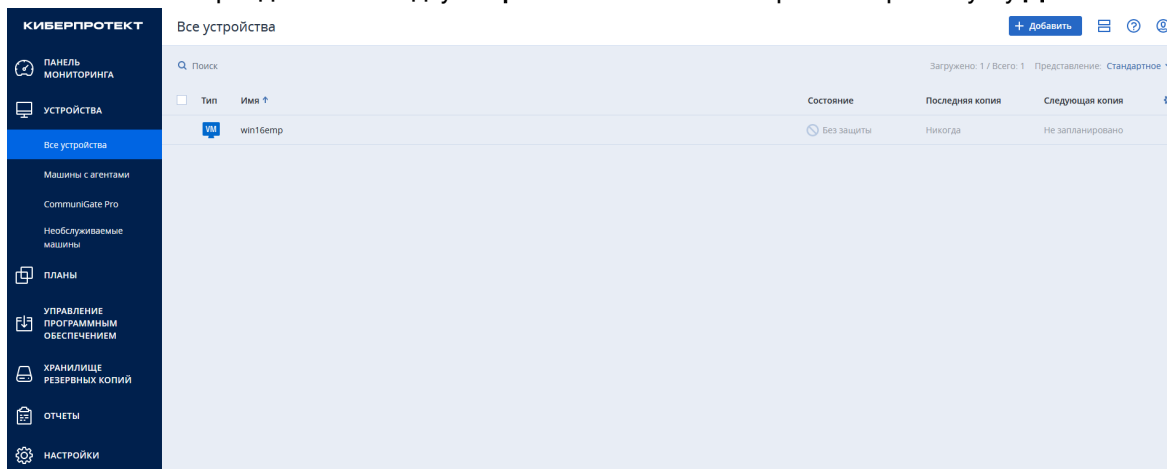 КИБЕРПРОТЕКТ
Все устройства
+ Добавить
ПАНЕЛЬ
МОНИТОРИНГА
УСТРОЙСТВА
Все устройства
Машины с агентами
CommuniGate Pro
Необслуживаемые
машины
ПЛАНЫ
УПРАВЛЕНИЕ
ПРОГРАММНЫМ
ОБЕСПЕЧЕНИЕМ
ХРАНИЛИЩЕ
РЕЗЕРВНЫХ КОПИЙ
ОТЧЕТЫ
НАСТРОЙКИ
Поиск
Загружено: 1 / Всего: 1 Представление: Стандартное
Тип Имя ↑ Состояние Последняя копия Следующая копия
VM win16emp Без защиты Никогда Не запланировано